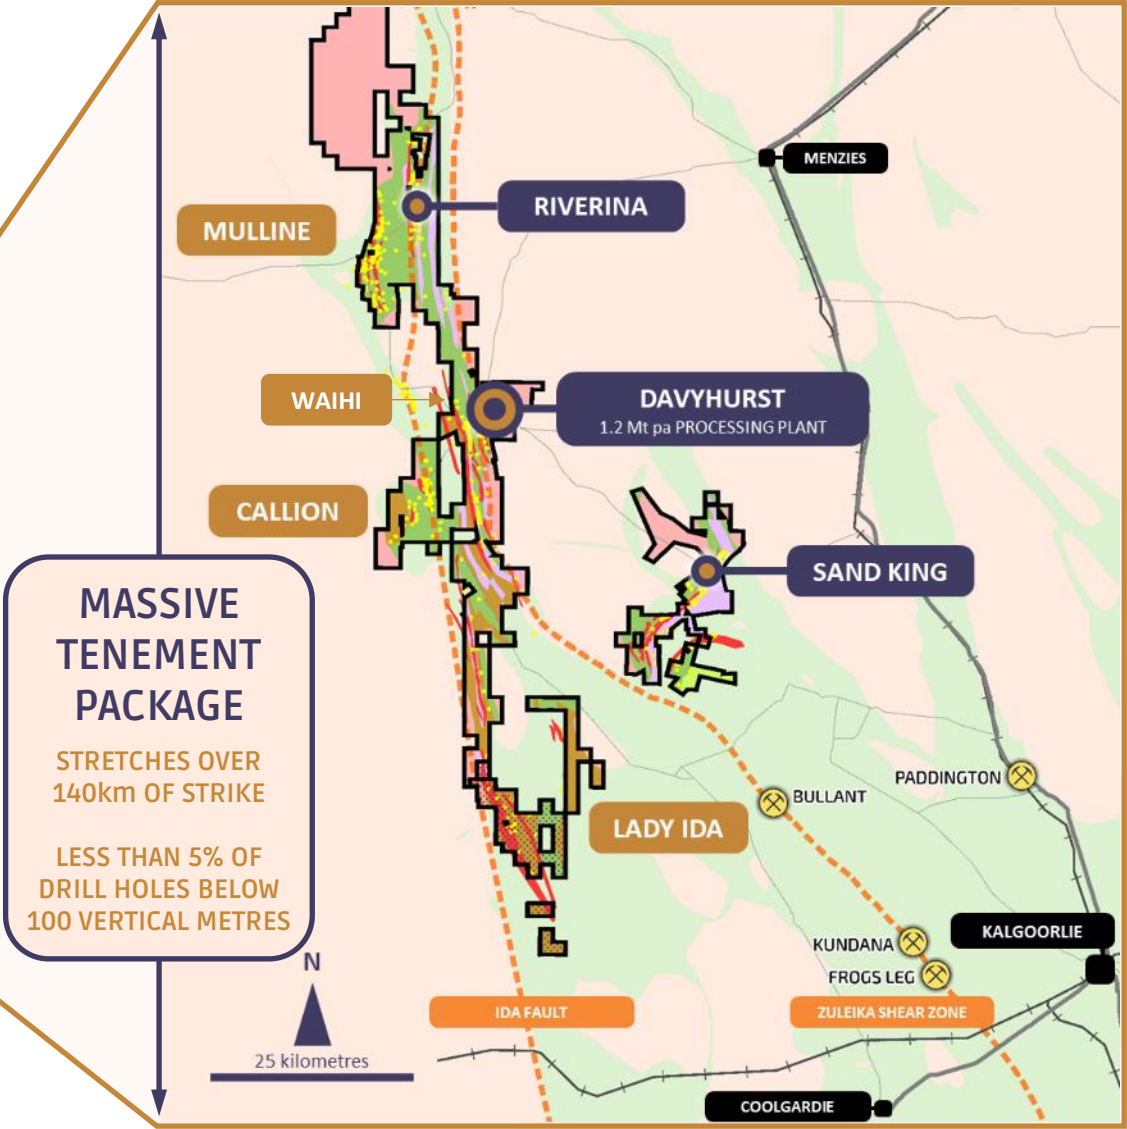 MENZIES
RIVERINA
MULLINE
DAVYHURST
1.2 Mt pa PROCESSING PLANT
WAIHI
CALLION
SAND KING
MASSIVE
TENEMENT
PACKAGE
STRETCHES OVER
140km OF STRIKE
LESS THAN 5% OF
DRILL HOLES BELOW
100 VERTICAL METRES
PADDINGTON
BULLANT
LADY IDA
KALGOORLIE
KUNDANA
FROGS LEG
N
IDA FAULT
ZULEIKA SHEAR ZONE
25 kilometres
COOLGARDIE